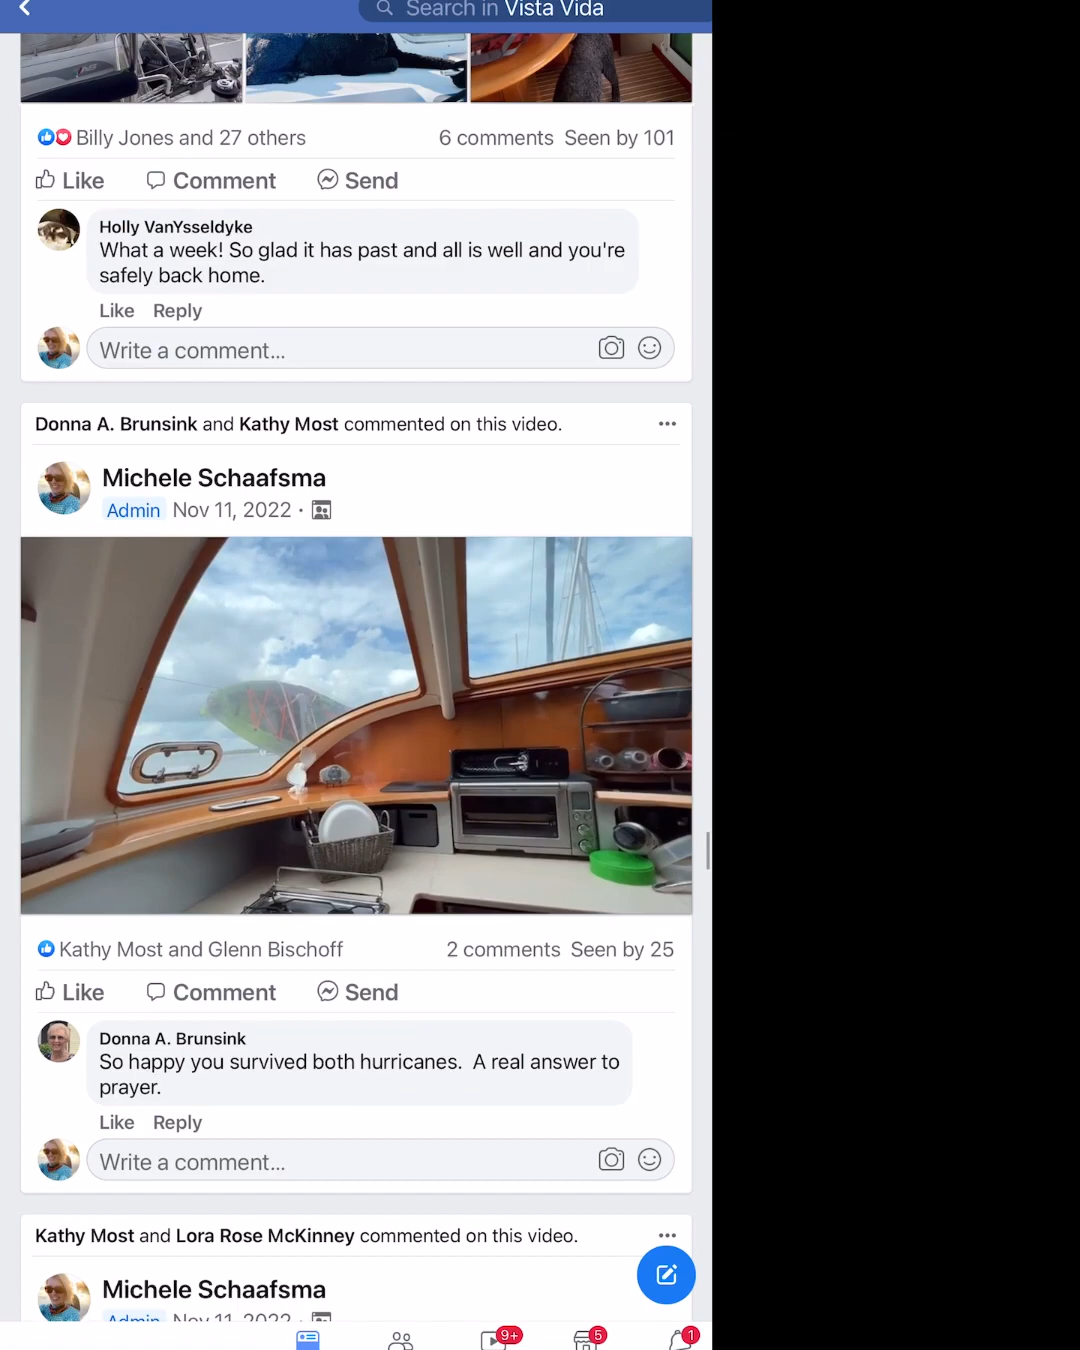 Search in Vista Vida
Billy Jones and 27 others 6 comments Seen by 101
Like Comment Send
Holly VanYsseldyke
What a week! So glad it has past and all is well and you're
safely back home.
Like Reply
Write a comment...
Donna A. Brunsink and Kathy Most commented on this video.
Michele Schaafsma
Admin Nov 11, 2022 ·
Kathy Most and Glenn Bischoff 2 comments Seen by 25
Like Comment Send
Donna A. Brunsink
So happy you survived both hurricanes. A real answer to
prayer.
Like Reply
Write a comment...
Kathy Most and Lora Rose McKinney commented on this video.
Michele Schaafsma
Admin Nov 11, 2022 ·
9+ 5 1